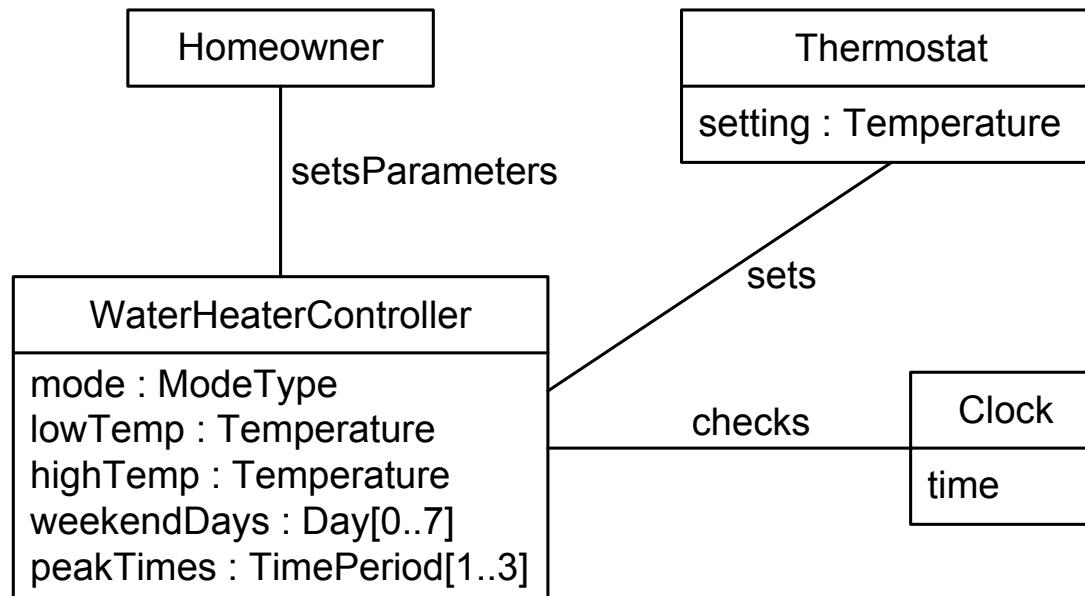 Homeowner
Thermostat
setting : Temperature
setsParameters
sets
WaterHeaterController
mode : ModeType
lowTemp : Temperature
highTemp : Temperature
weekendDays : Day[0..7]
peakTimes : TimePeriod[1..3]
checks
Clock
time